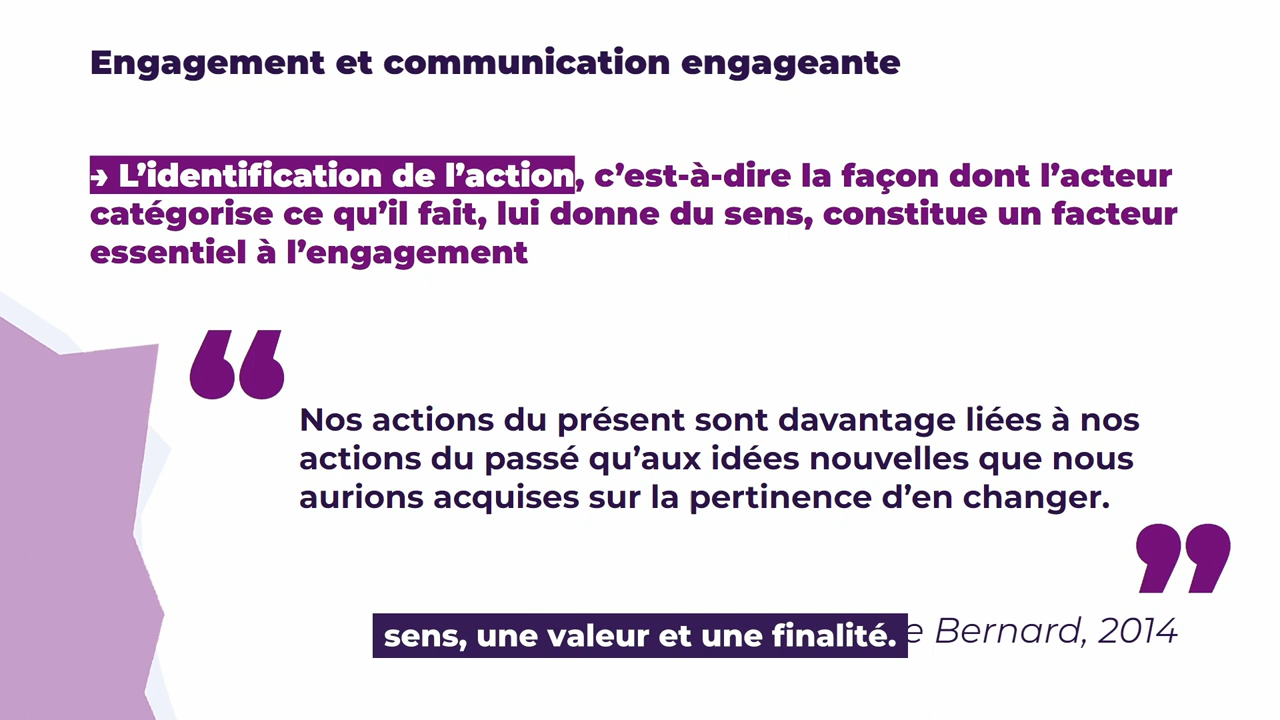 Engagement et communication engageante
→ L’identification de l’action, c’est-à-dire la façon dont l’acteur
catégorise ce qu’il fait, lui donne du sens, constitue un facteur
essentiel à l’engagement
“
Nos actions du présent sont davantage liées à nos
actions du passé qu’aux idées nouvelles que nous
aurions acquises sur la pertinence d’en changer.
”
sens, une valeur et une finalité.
Bernard, 2014